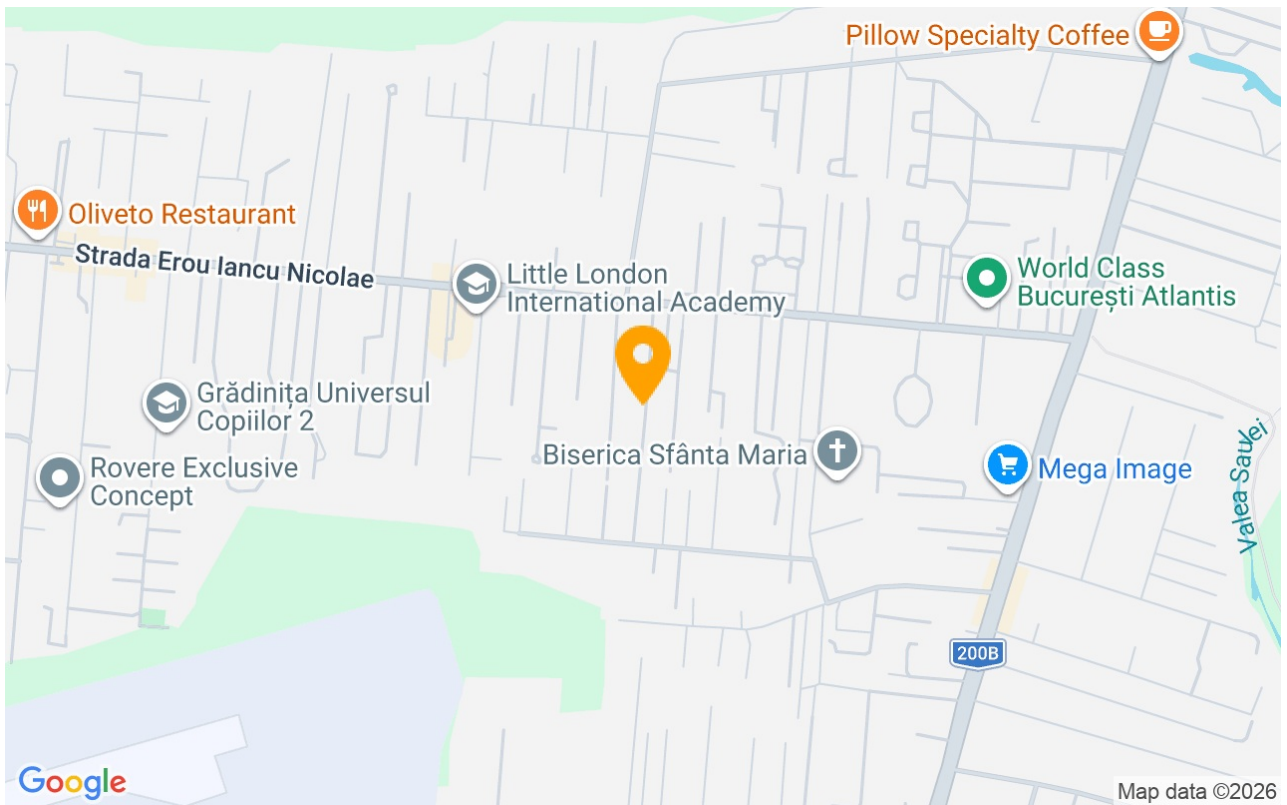 Pillow Specialty Coffee
Oliveto Restaurant
Strada Erou Iancu Nicolae
Little London
International Academy
World Class
București Atlantis
Grădinița Universul
Copiilor 2
Biserica Sfânta Maria
Rovere Exclusive
Concept
Mega Image
Valea Saulei
200B
Google
Map data ©2026